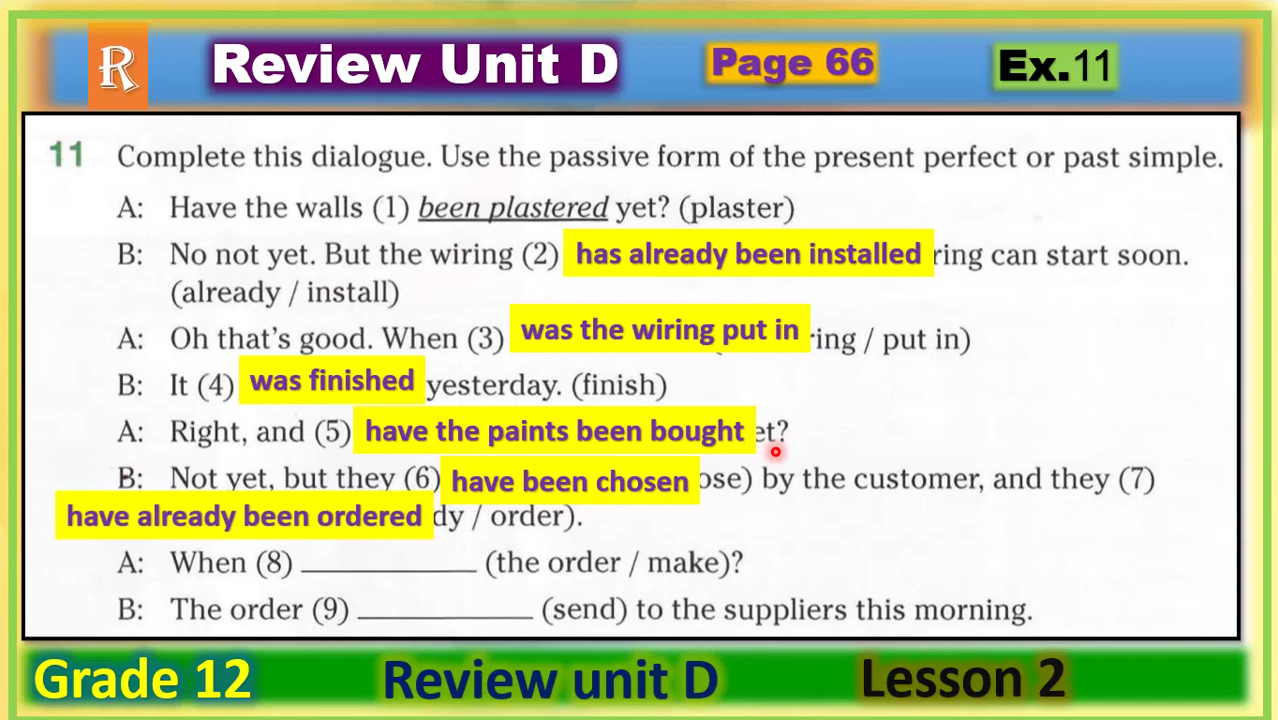 R Review Unit D Page 66 Ex.11
11 Complete this dialogue. Use the passive form of the present perfect or past simple.
A: Have the walls (1) been plastered yet? (plaster)
B: No not yet. But the wiring (2) has already been installed ring can start soon.
(already / install)
A: Oh that's good. When (3) was the wiring put in ring / put in)
B: It (4) was finished yesterday. (finish)
A: Right, and (5) have the paints been bought et?
B: Not yet, but they (6) have been chosen ose) by the customer, and they (7)
have already been ordered dy / order).
A: When (8) ____________ (the order / make)?
B: The order (9) ____________ (send) to the suppliers this morning.
Grade 12 Review unit D Lesson 2